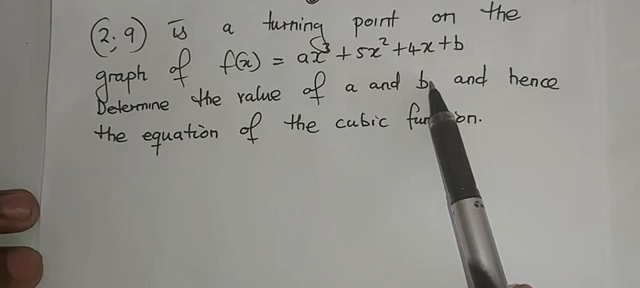 (2; 9) is a turning point on the
graph of f(x) = ax³ + 5x² + 4x + b
Determine the value of a and b, and hence
the equation of the cubic